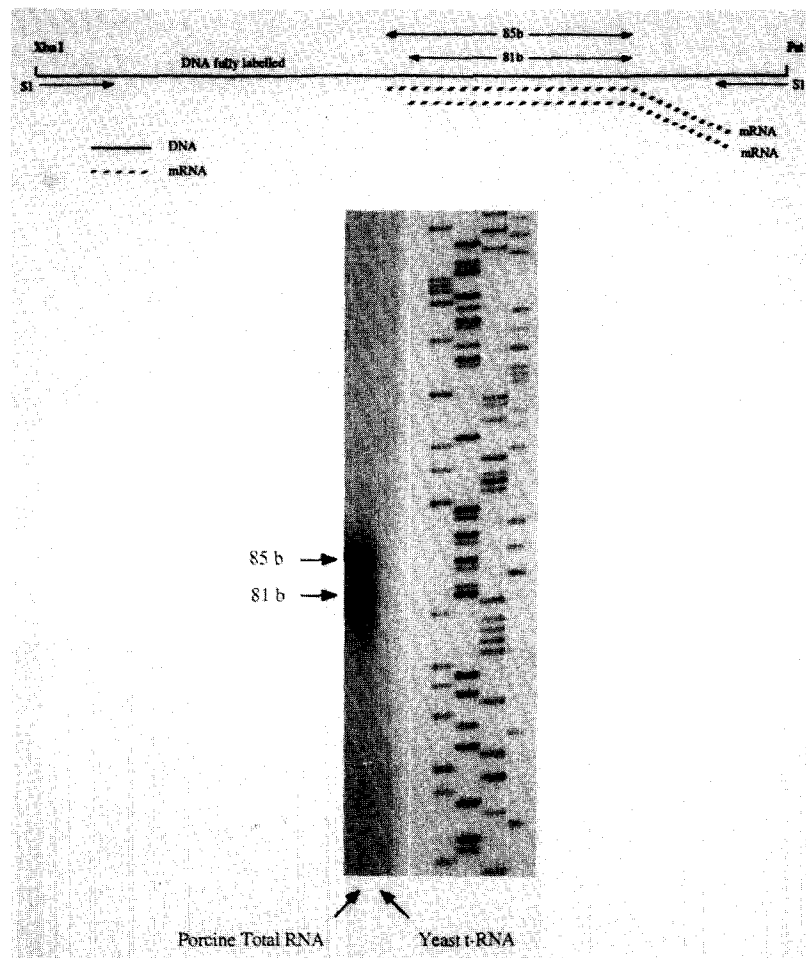 85b
Xba I
DNA fully labelled
81b
Pst
S1
S1
mRNA
mRNA
DNA
mRNA
85 b
81 b
Porcine Total RNA
Yeast t-RNA